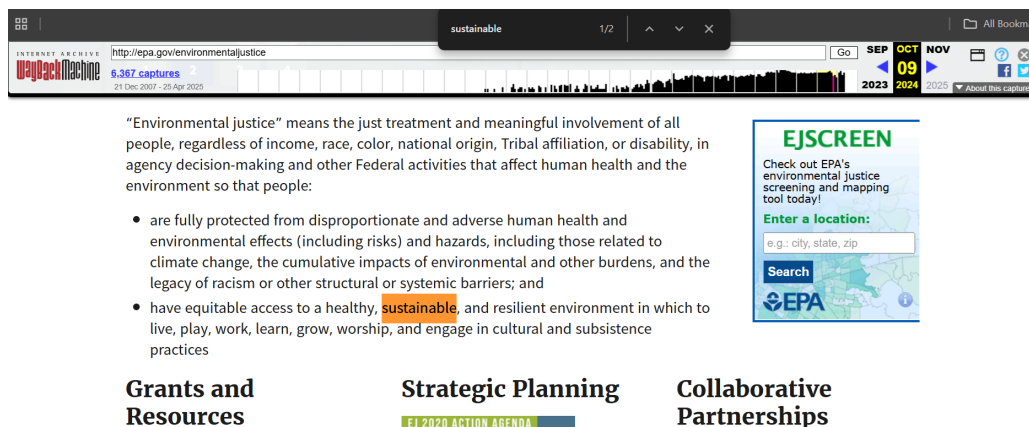 sustainable
1/2
All Bookm
INTERNET ARCHIVE
WayBackMachine
http://epa.gov/environmentaljustice
Go
SEP OCT NOV
09
2023 2024 2025
6,367 captures
21 Dec 2007 - 25 Apr 2025
About this capture
“Environmental justice” means the just treatment and meaningful involvement of all
people, regardless of income, race, color, national origin, Tribal affiliation, or disability, in
agency decision-making and other Federal activities that affect human health and the
environment so that people:
are fully protected from disproportionate and adverse human health and
environmental effects (including risks) and hazards, including those related to
climate change, the cumulative impacts of environmental and other burdens, and the
legacy of racism or other structural or systemic barriers; and
have equitable access to a healthy, sustainable, and resilient environment in which to
live, play, work, learn, grow, worship, and engage in cultural and subsistence
practices
EJSCREEN
Check out EPA's
environmental justice
screening and mapping
tool today!
Enter a location:
e.g.: city, state, zip
Search
EPA
Grants and
Resources
Strategic Planning
EJ 2020 ACTION AGENDA
Collaborative
Partnerships